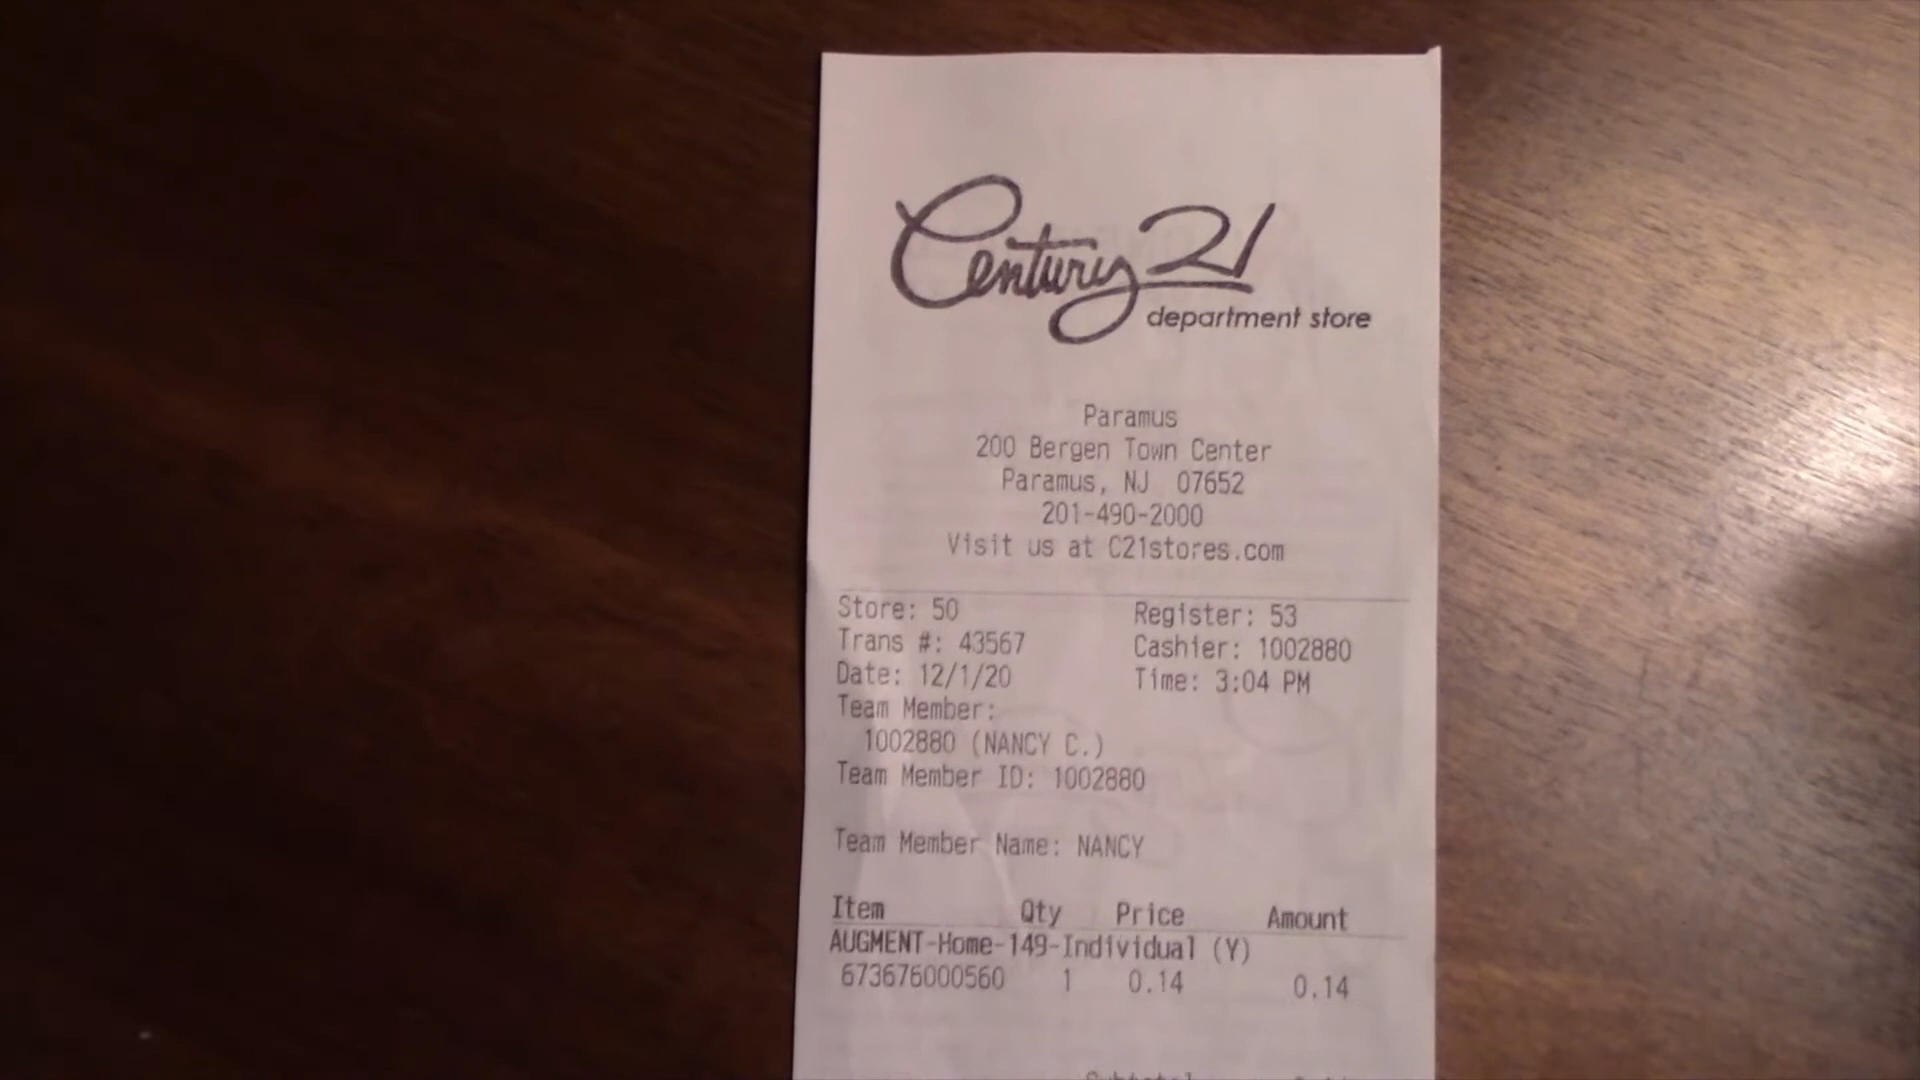 Century 21
department store
Paramus
200 Bergen Town Center
Paramus, NJ 07652
201-490-2000
Visit us at C21stores.com
Store: 50 Register: 53
Trans #: 43567 Cashier: 1002880
Date: 12/1/20 Time: 3:04 PM
Team Member:
1002880 (NANCY C.)
Team Member ID: 1002880
Team Member Name: NANCY
Item Qty Price Amount
AUGMENT-Home-149-Individual (Y)
673676000560 1 0.14 0.14